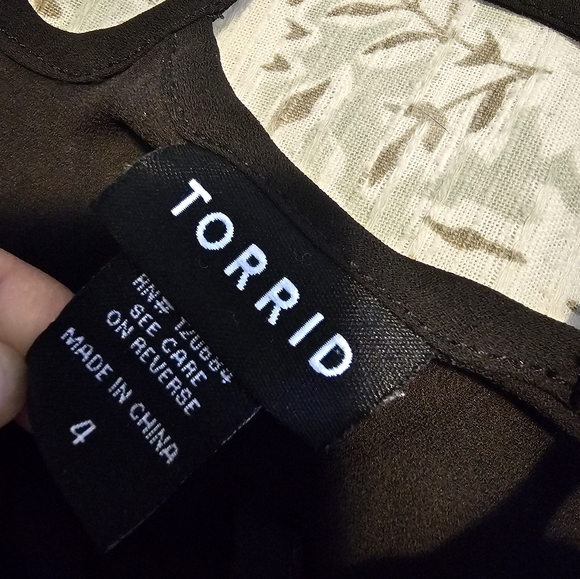 TORRID
RN# 120884
SEE CARE
ON REVERSE
MADE IN CHINA
4